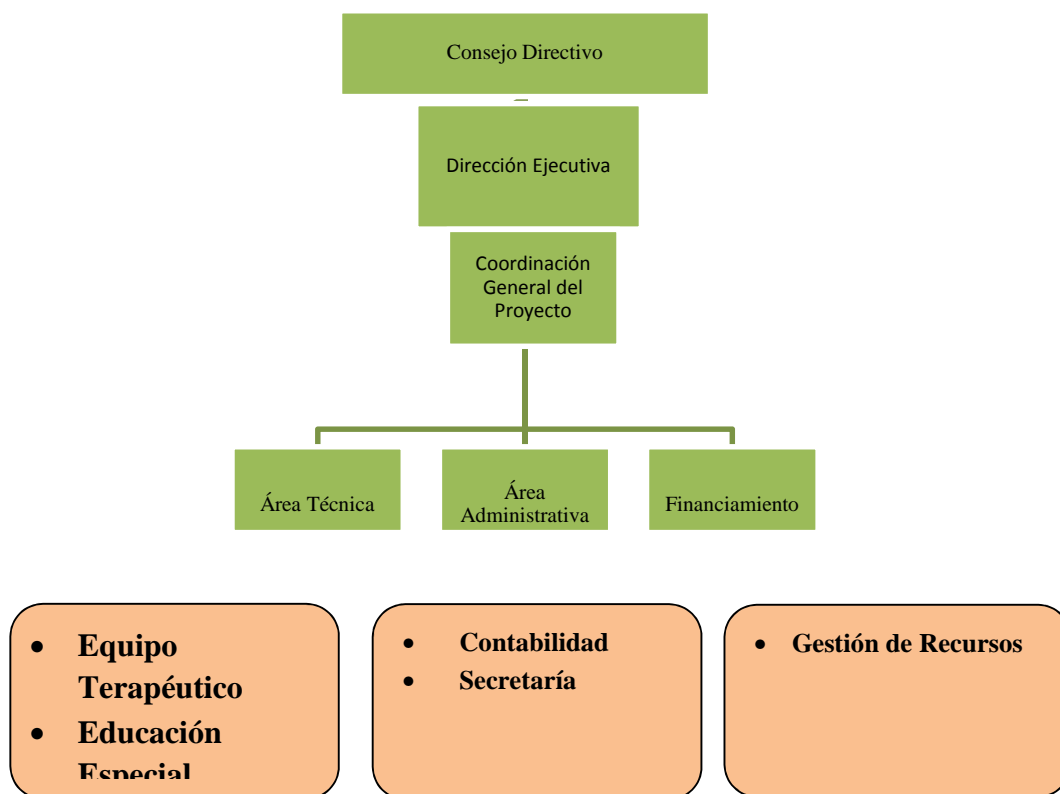 Consejo Directivo
Dirección Ejecutiva
Coordinación
General del
Proyecto
Área Técnica
Área
Administrativa
Financiamiento
• Equipo
Terapéutico
• Educación
Especial
• Contabilidad
• Secretaría
• Gestión de Recursos